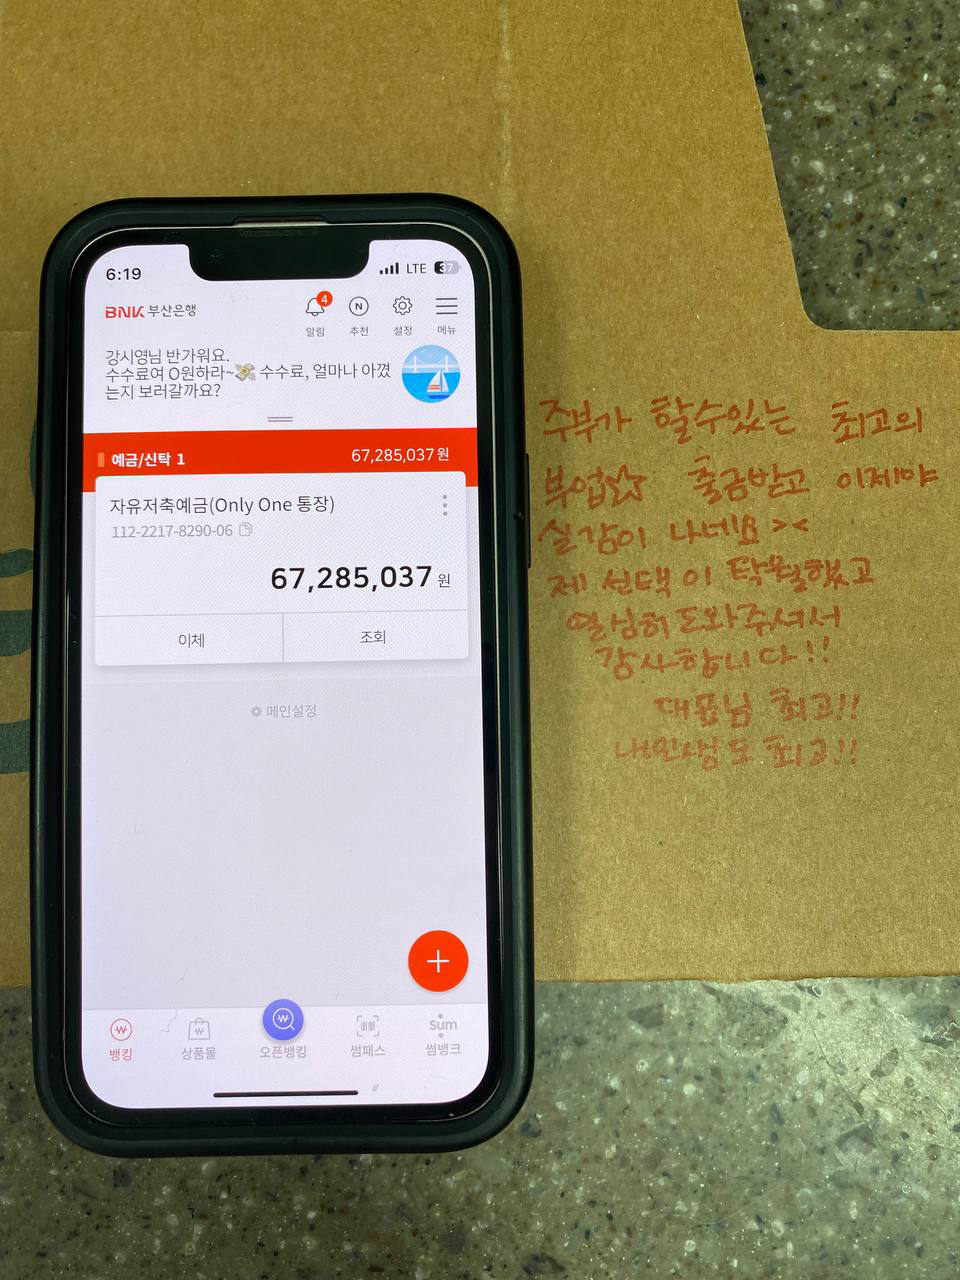 6:19
LTE 37
BNK 부산은행
4
N
알림 추천 설정 메뉴
강시영님 반가워요.
수수료여 0원하라~💸 수수료, 얼마나 아꼈
는지 보러갈까요?
예금/신탁 1 67,285,037원
자유저축예금(Only One 통장)
112-2217-8290-06
67,285,037 원
이체 조회
메인설정
뱅킹 상품몰 오픈뱅킹 썸패스 썸뱅크
Sum
주부가 할수있는 최고의
부업☆☆ 출금받고 이제야
실감이 나네요 ><
제 선택이 탁월했고
열심히 도와주셔서
감사합니다!!
대표님 최고!!
내인생도 최고!!